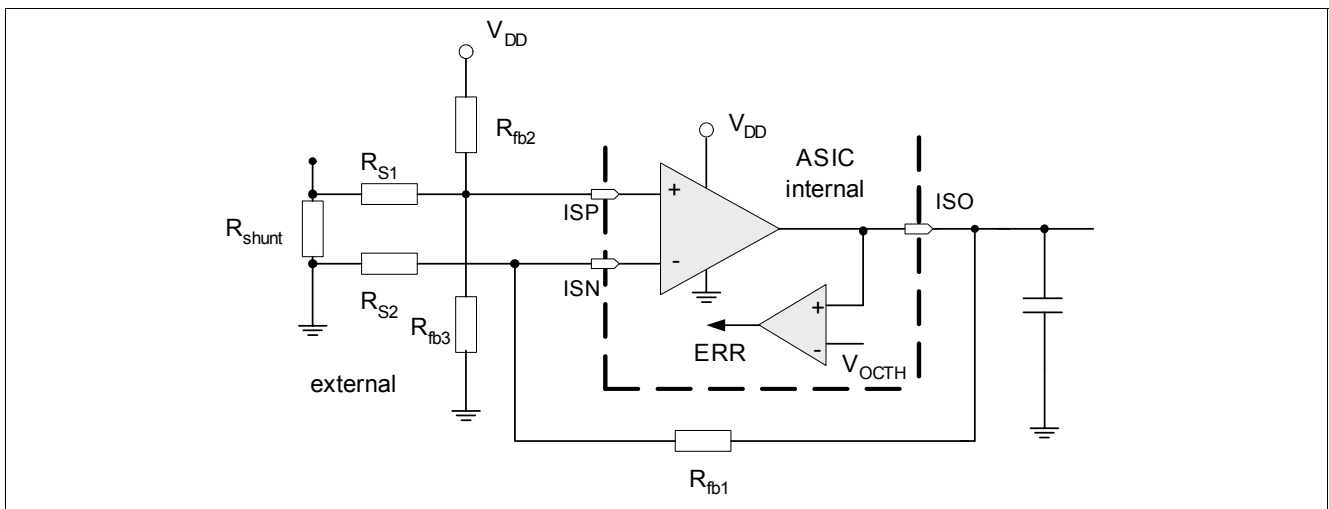 V_DD
R_fb2
V_DD
ASIC
internal
R_S1
+
ISO
ISP
R_shunt
-
ISN
R_S2
+
R_fb3
ERR
-
V_OCTH
external
R_fb1